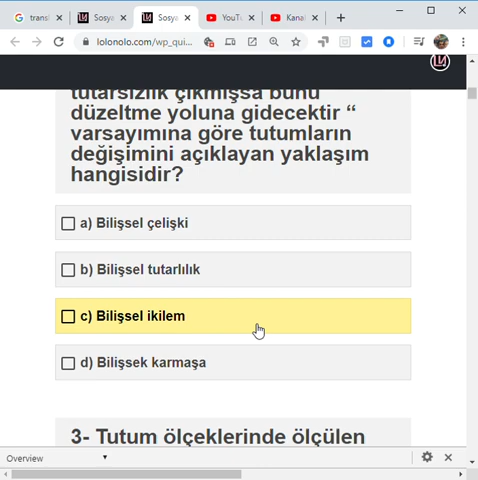 transl
Sosya
Sosya
YouTu
Kanal
lolonolo.com/wp_qui...
tutarsızlık çıkmışsa bunu
düzeltme yoluna gidecektir “
varsayımına göre tutumların
değişimini açıklayan yaklaşım
hangisidir?
a) Bilişsel çelişki
b) Bilişsel tutarlılık
c) Bilişsel ikilem
d) Bilişsek karmaşa
3- Tutum ölçeklerinde ölçülen
Overview